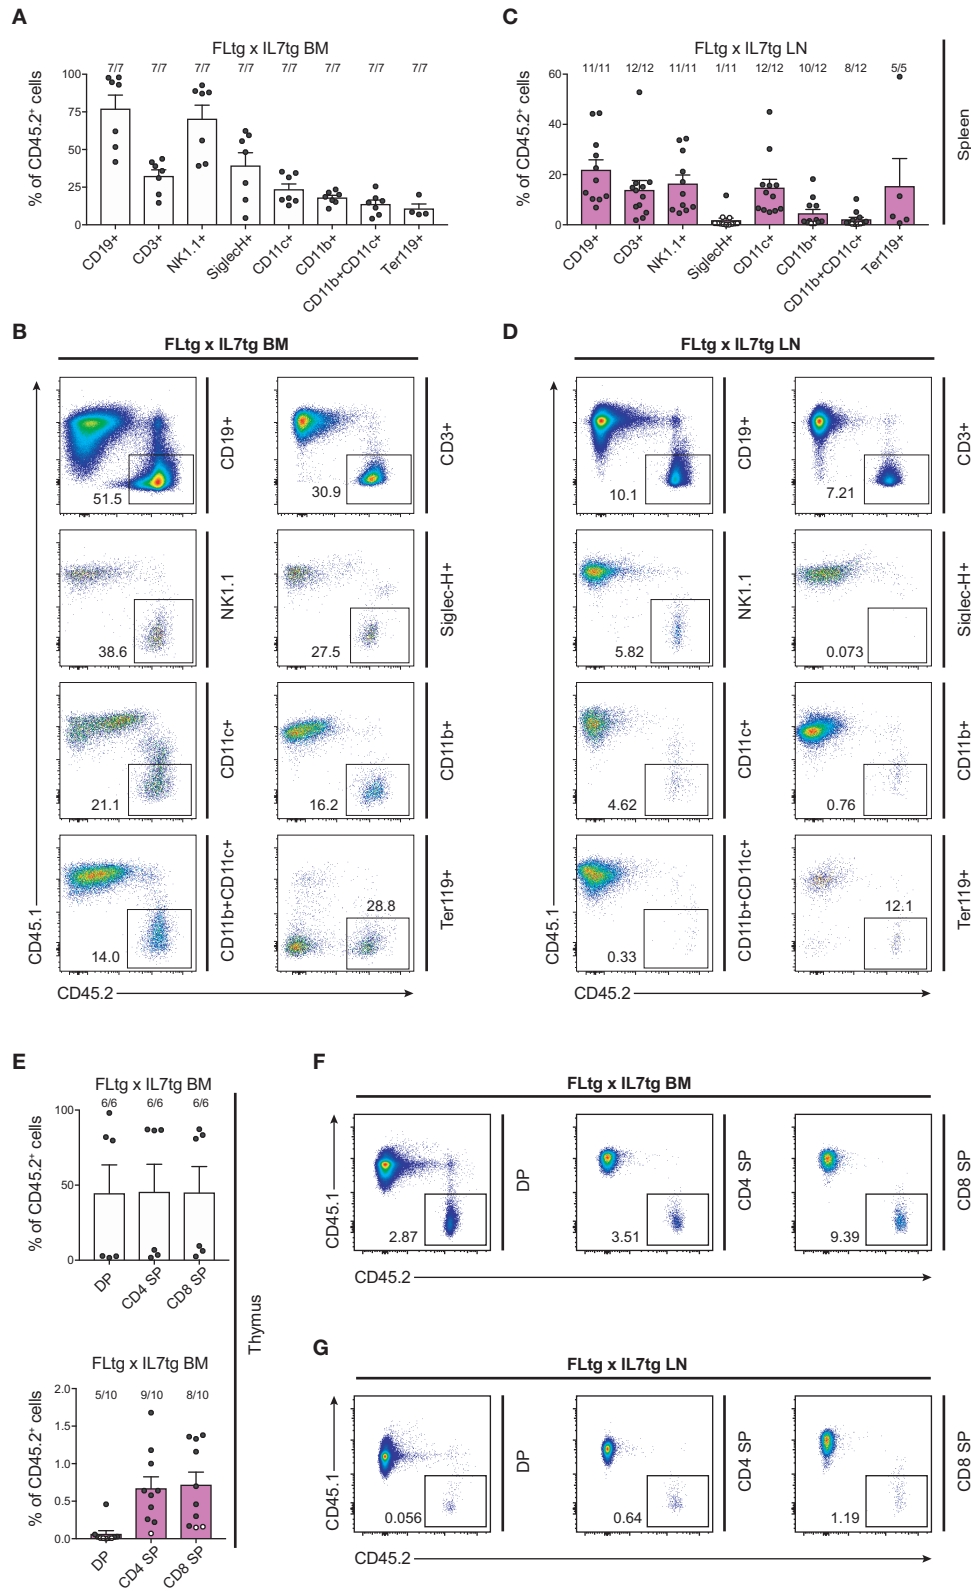 A
FLtg x IL7tg BM
7/7 7/7 7/7 7/7 7/7 7/7 7/7 7/7
% of CD45.2+ cells
100
75
50
25
0
CD19+ CD3+ NK1.1+ SiglecH+ CD11c+ CD11b+ CD11b+CD11c+ Ter119+
C
FLtg x IL7tg LN
11/11 12/12 11/11 1/11 12/12 10/12 8/12 5/5
% of CD45.2+ cells
60
40
20
0
CD19+ CD3+ NK1.1+ SiglecH+ CD11c+ CD11b+ CD11b+CD11c+ Ter119+
Spleen
B
FLtg x IL7tg BM
51.5 CD19+
30.9 CD3+
38.6 NK1.1
27.5 Siglec-H+
21.1 CD11c+
16.2 CD11b+
14.0 CD11b+CD11c+
28.8 Ter119+
CD45.1
CD45.2
D
FLtg x IL7tg LN
10.1 CD19+
7.21 CD3+
5.82 NK1.1
0.073 Siglec-H+
4.62 CD11c+
0.76 CD11b+
0.33 CD11b+CD11c+
12.1 Ter119+
CD45.1
CD45.2
E
FLtg x IL7tg BM
6/6 6/6 6/6
% of CD45.2+ cells
100
50
0
DP CD4 SP CD8 SP
FLtg x IL7tg BM
5/10 9/10 8/10
% of CD45.2+ cells
2.0
1.5
1.0
0.5
0.0
DP CD4 SP CD8 SP
Thymus
F
FLtg x IL7tg BM
CD45.1
2.87 DP
3.51 CD4 SP
9.39 CD8 SP
CD45.2
G
FLtg x IL7tg LN
CD45.1
0.056 DP
0.64 CD4 SP
1.19 CD8 SP
CD45.2